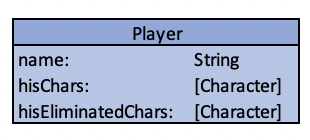 Player
name: String
hisChars: [Character]
hisEliminatedChars: [Character]